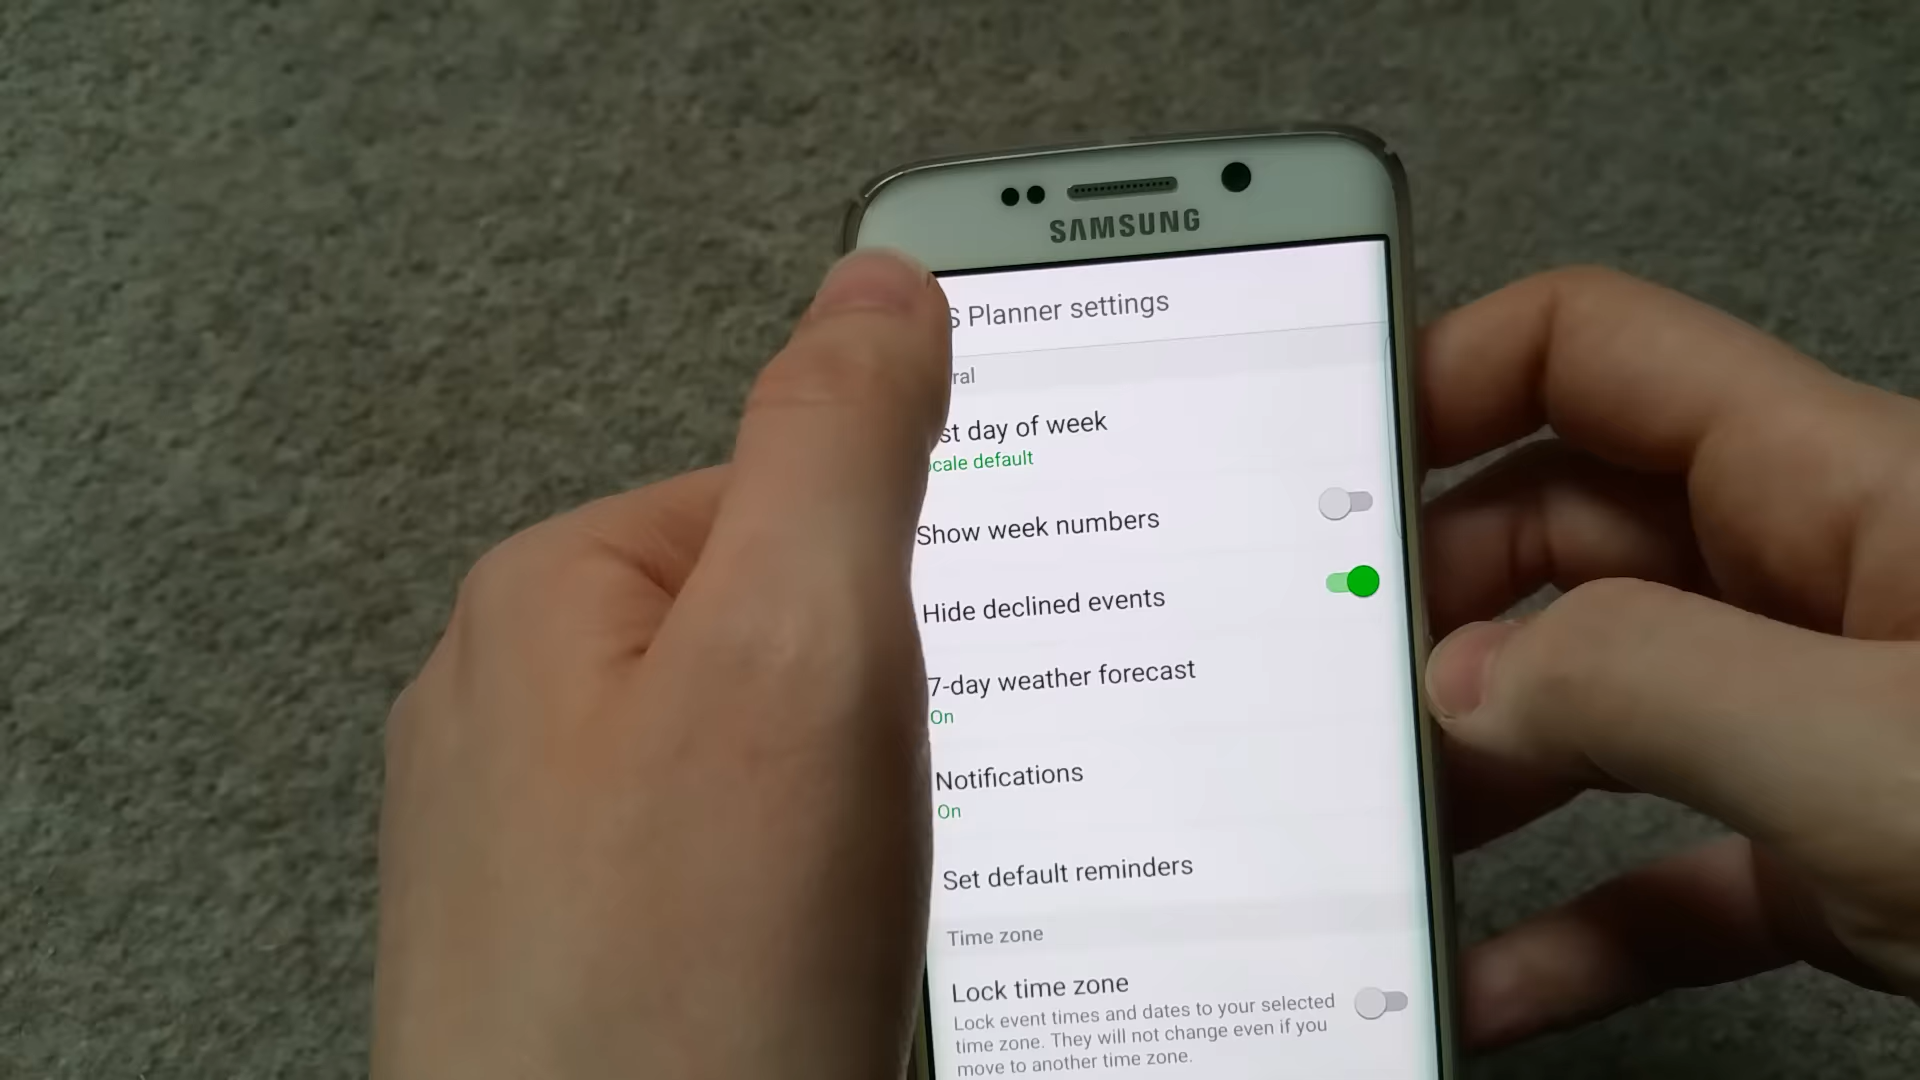 SAMSUNG
S Planner settings
ral
st day of week
cale default
Show week numbers
Hide declined events
7-day weather forecast
On
Notifications
On
Set default reminders
Time zone
Lock time zone
Lock event times and dates to your selected
time zone. They will not change even if you
move to another time zone.